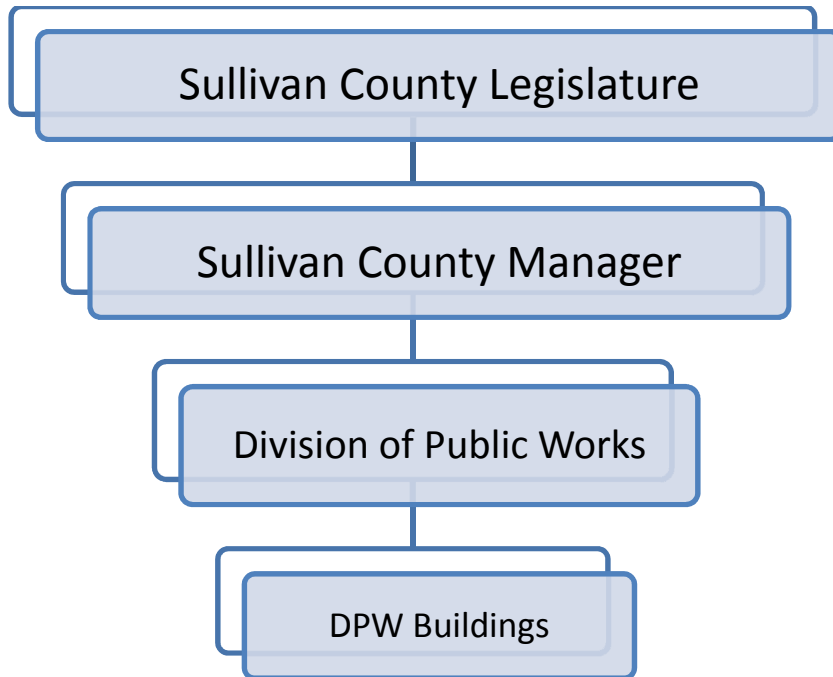 Sullivan County Legislature
Sullivan County Manager
Division of Public Works
DPW Buildings